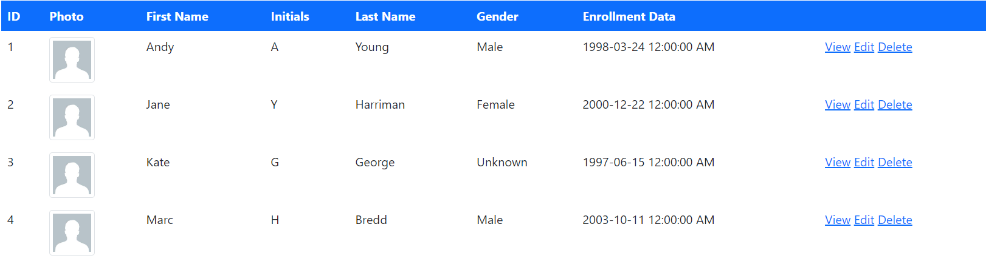 ID Photo First Name Initials Last Name Gender Enrollment Data
1 Andy A Young Male 1998-03-24 12:00:00 AM View Edit Delete
2 Jane Y Harriman Female 2000-12-22 12:00:00 AM View Edit Delete
3 Kate G George Unknown 1997-06-15 12:00:00 AM View Edit Delete
4 Marc H Bredd Male 2003-10-11 12:00:00 AM View Edit Delete